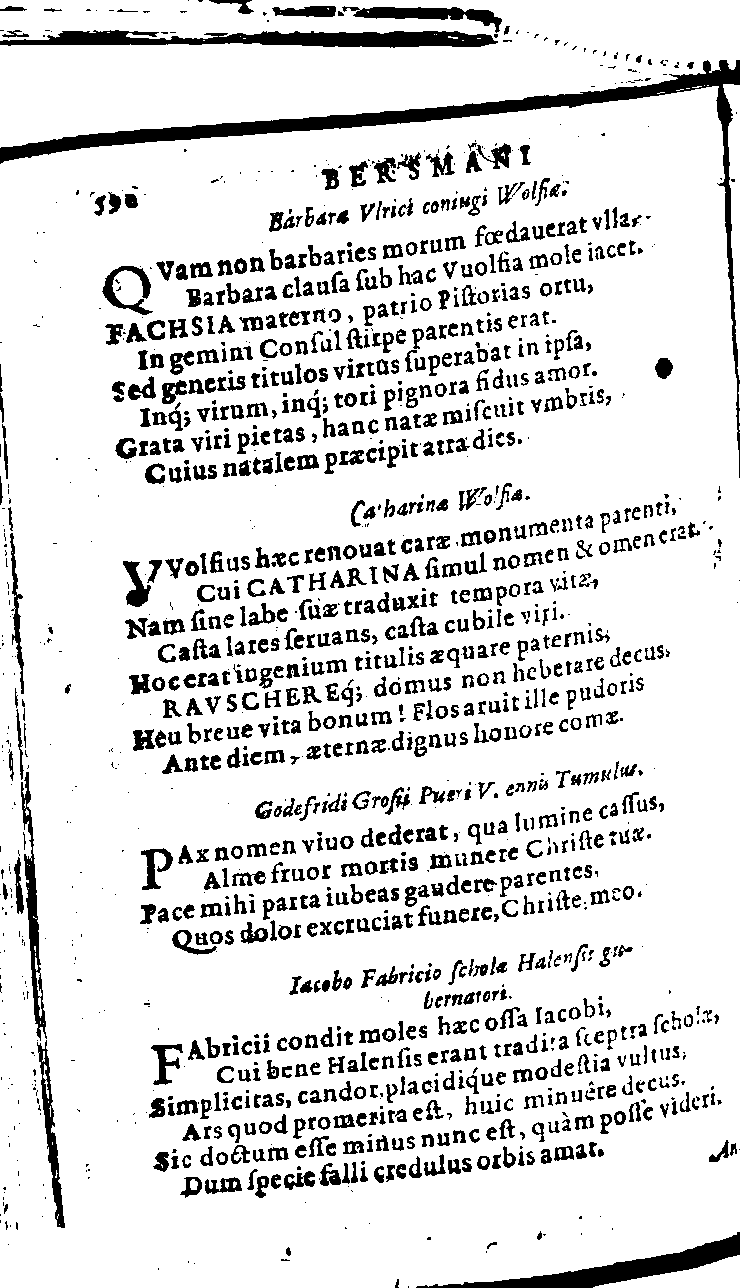 590
BERSMANI
Barbaræ Vlrici coniugi Wolfiæ.
QVam non barbaries morum fœdauerat vlla,
Barbara clauſa ſub hac Vuolfia mole iacet.
FACHSIA materno, patrio Piſtorias ortu,
In gemini Conſul ſtirpe parentis erat.
Sed generis titulos virtus ſuperabat in ipſa,
Inq́; virum, inq́; tori pignora fidus amor.
Grata viri pietas, hanc natæ miſcuit vmbris,
Cuius natalem præcipit atra dies.
Catharinæ Wolfiæ.
VVolfius hæc renouat caræ monumenta parenti,
Cui CATHARINA ſimul nomen & omen erat.
Nam ſine labe ſuæ traduxit tempora vitæ,
Caſta lares ſeruans, caſta cubile viri.
Hoc erat ingenium titulis æquare paternis,
RAVSCHEREq́; domus non hebetare decus.
Heu breue vita bonum! Flos aruit ille pudoris
Ante diem, æternæ dignus honore comæ.
Godefridi Groſij Pueri V. ennis Tumulus.
PAx nomen viuo dederat, qua lumine caſſus,
Alme fruor mortis munere Chriſte tuæ.
Pace mihi parta iubeas gaudere parentes,
Quos dolor excruciat funere, Chriſte, meo.
Iacobo Fabricio ſcholæ Halenſis gu-
bernatori.
FAbricii condit moles hæc oſſa Iacobi,
Cui bene Halenſis erant tradita ſceptra ſcholæ,
Simplicitas, candor, placidiq́ue modeſtia vultus,
Ars quod promerita eſt, huic minuêre decus.
Sic doctum eſſe minus nunc eſt, quàm poſſe videri,
Dum ſpecie falli credulus orbis amat.
An-